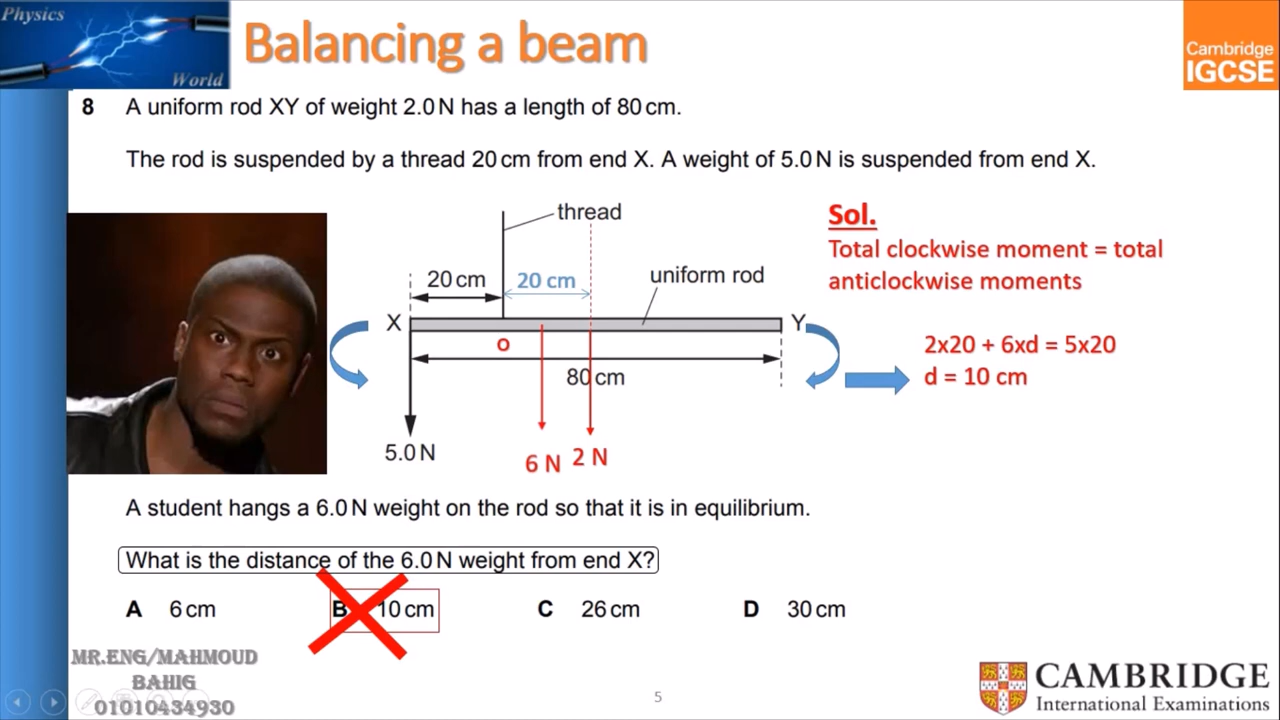 Physics
World
Balancing a beam
Cambridge
IGCSE
8 A uniform rod XY of weight 2.0 N has a length of 80 cm.
The rod is suspended by a thread 20 cm from end X. A weight of 5.0 N is suspended from end X.
thread
20 cm
20 cm
uniform rod
X
Y
o
80 cm
5.0 N
6 N
2 N
Sol.
Total clockwise moment = total
anticlockwise moments
2x20 + 6xd = 5x20
d = 10 cm
A student hangs a 6.0 N weight on the rod so that it is in equilibrium.
What is the distance of the 6.0 N weight from end X?
A 6 cm B 10 cm C 26 cm D 30 cm
MR.ENG/MAHMOUD
BAHIG
01010434930
5
CAMBRIDGE
International Examinations